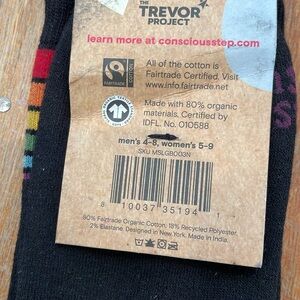 THE
TREVOR
PROJECT
learn more at consciousstep.com
FAIRTRADE
All of the cotton is
Fairtrade Certified. Visit
www.info.fairtrade.net
Made with 80% organic
materials. Certified by
IDFL. No. 010588
men's 4-8, women's 5-9
SKU MSLGBO03N
8 10037 35194 1
80% Fairtrade Organic Cotton, 18% Recycled Polyester,
2% Elastane. Designed in New York. Made in India.